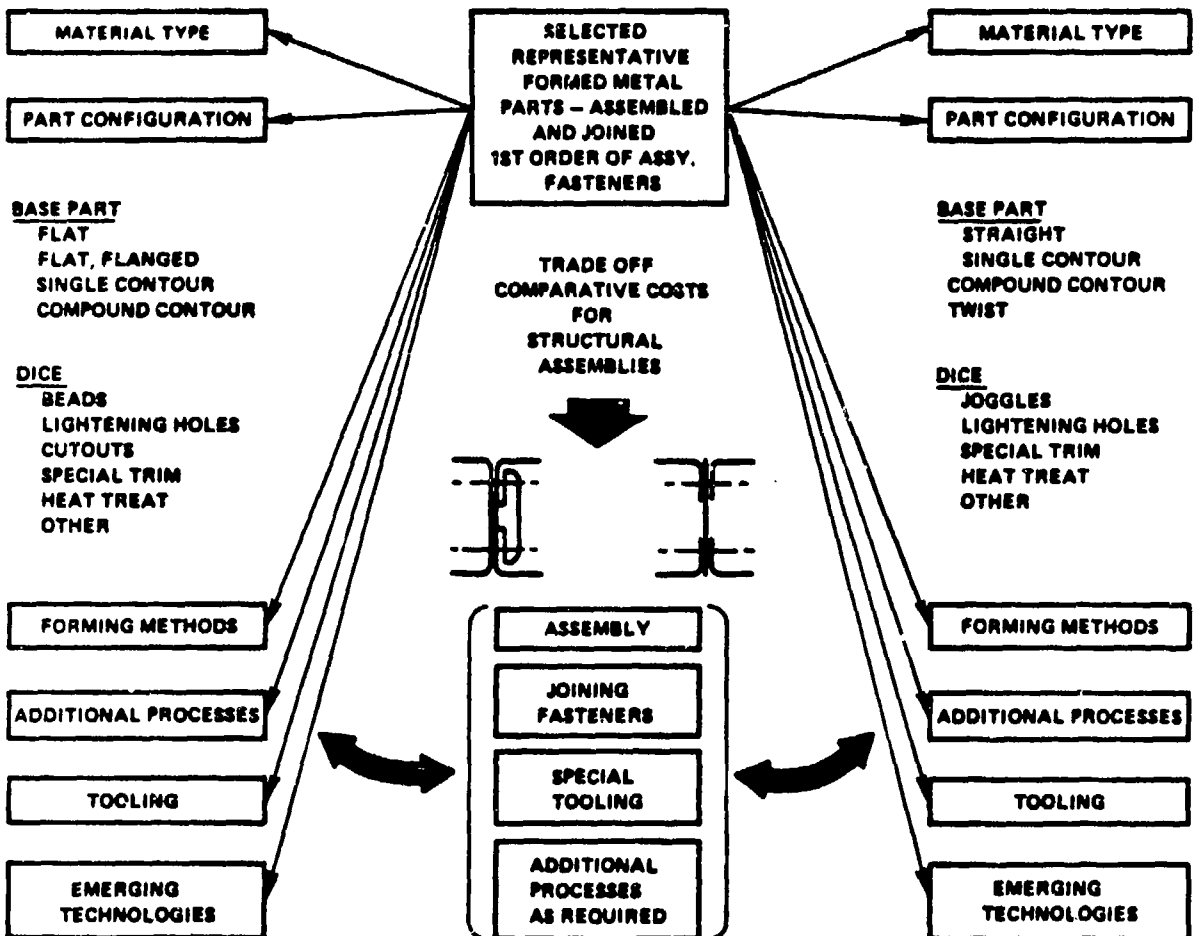 MATERIAL TYPE
PART CONFIGURATION
BASE PART
FLAT
FLAT, FLANGED
SINGLE CONTOUR
COMPOUND CONTOUR
DICE
BEADS
LIGHTENING HOLES
CUTOUTS
SPECIAL TRIM
HEAT TREAT
OTHER
FORMING METHODS
ADDITIONAL PROCESSES
TOOLING
EMERGING
TECHNOLOGIES
SELECTED
REPRESENTATIVE
FORMED METAL
PARTS – ASSEMBLED
AND JOINED
1ST ORDER OF ASSY.
FASTENERS
TRADE OFF
COMPARATIVE COSTS
FOR
STRUCTURAL
ASSEMBLIES
ASSEMBLY
JOINING
FASTENERS
SPECIAL
TOOLING
ADDITIONAL
PROCESSES
AS REQUIRED
MATERIAL TYPE
PART CONFIGURATION
BASE PART
STRAIGHT
SINGLE CONTOUR
COMPOUND CONTOUR
TWIST
DICE
JOGGLES
LIGHTENING HOLES
SPECIAL TRIM
HEAT TREAT
OTHER
FORMING METHODS
ADDITIONAL PROCESSES
TOOLING
EMERGING
TECHNOLOGIES